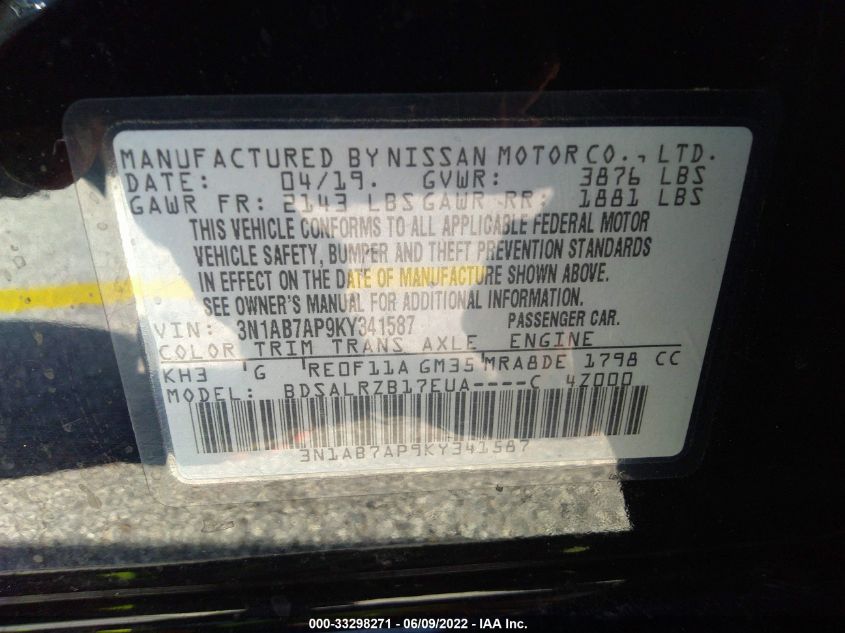 MANUFACTURED BY NISSAN MOTOR CO., LTD.
DATE: 04/19. GVWR: 3876 LBS
GAWR FR: 2143 LBS GAWR RR: 1881 LBS
THIS VEHICLE CONFORMS TO ALL APPLICABLE FEDERAL MOTOR
VEHICLE SAFETY, BUMPER AND THEFT PREVENTION STANDARDS
IN EFFECT ON THE DATE OF MANUFACTURE SHOWN ABOVE.
SEE OWNER'S MANUAL FOR ADDITIONAL INFORMATION.
VIN: 3N1AB7AP9KY341587 PASSENGER CAR.
COLOR TRIM TRANS AXLE ENGINE
KH3 G RE0F11A GM35 MRA8DE 1798 CC
MODEL: BDSALRZB17EUA----C 4Z000
3N1AB7AP9KY341587
000-33298271 - 06/09/2022 - IAA Inc.